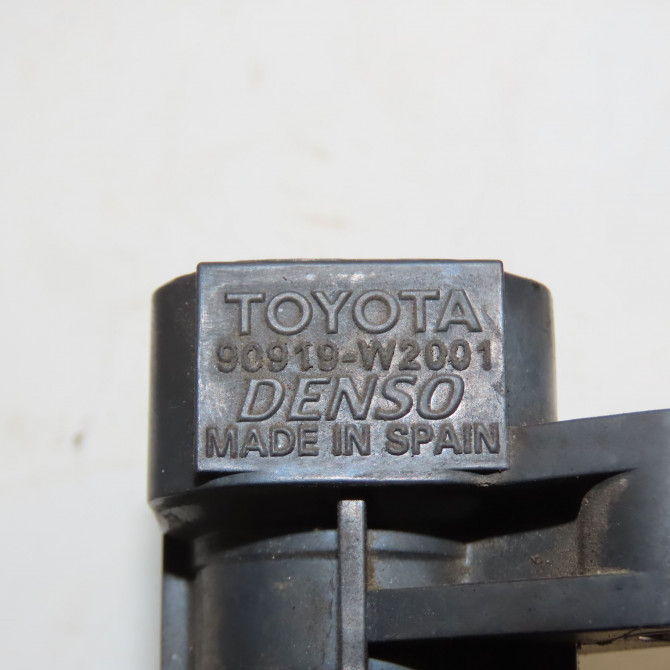 TOYOTA
90919-W2001
DENSO
MADE IN SPAIN